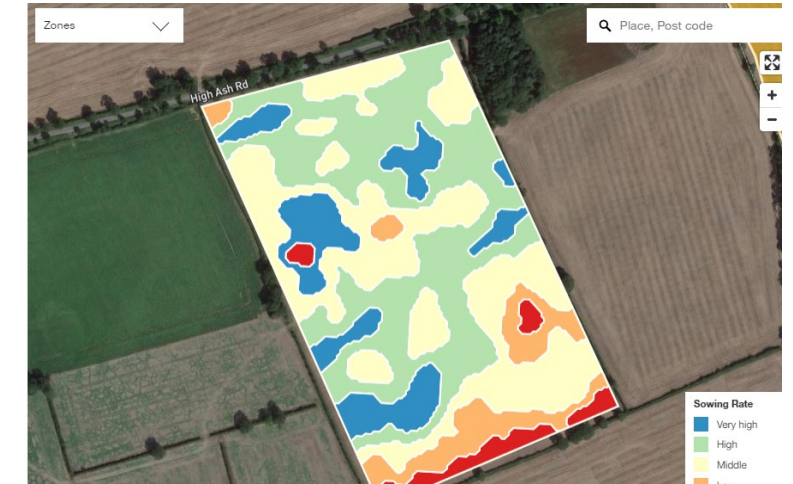 Zones
Place, Post code
High Ash Rd
+
−
Sowing Rate
Very high
High
Middle